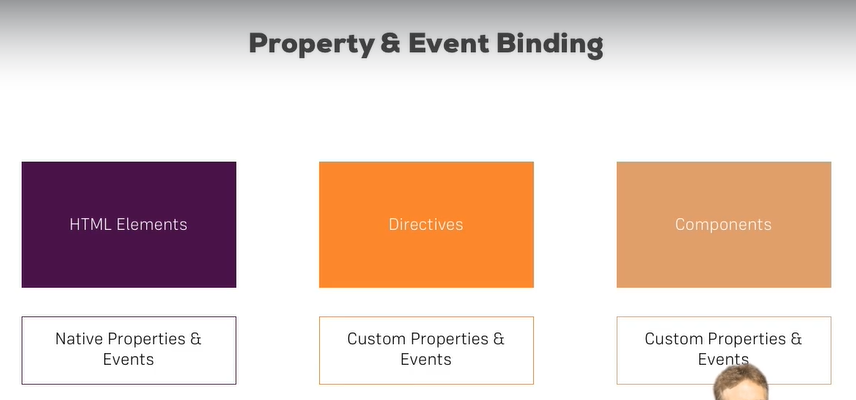 Property & Event Binding
HTML Elements
Directives
Components
Native Properties &
Events
Custom Properties &
Events
Custom Properties &
Events